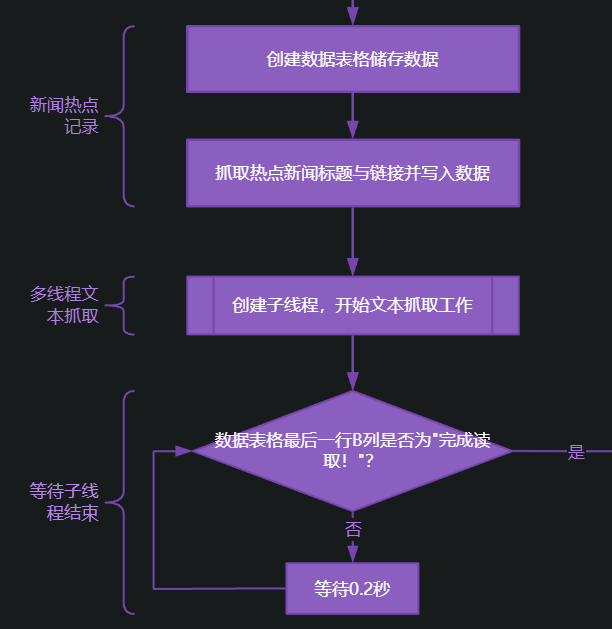 创建数据表格储存数据
新闻热点
记录
抓取热点新闻标题与链接并写入数据
多线程文
本抓取
创建子线程，开始文本抓取工作
数据表格最后一行B列是否为"完成读
取！"？
是
等待子线
程结束
否
等待0.2秒